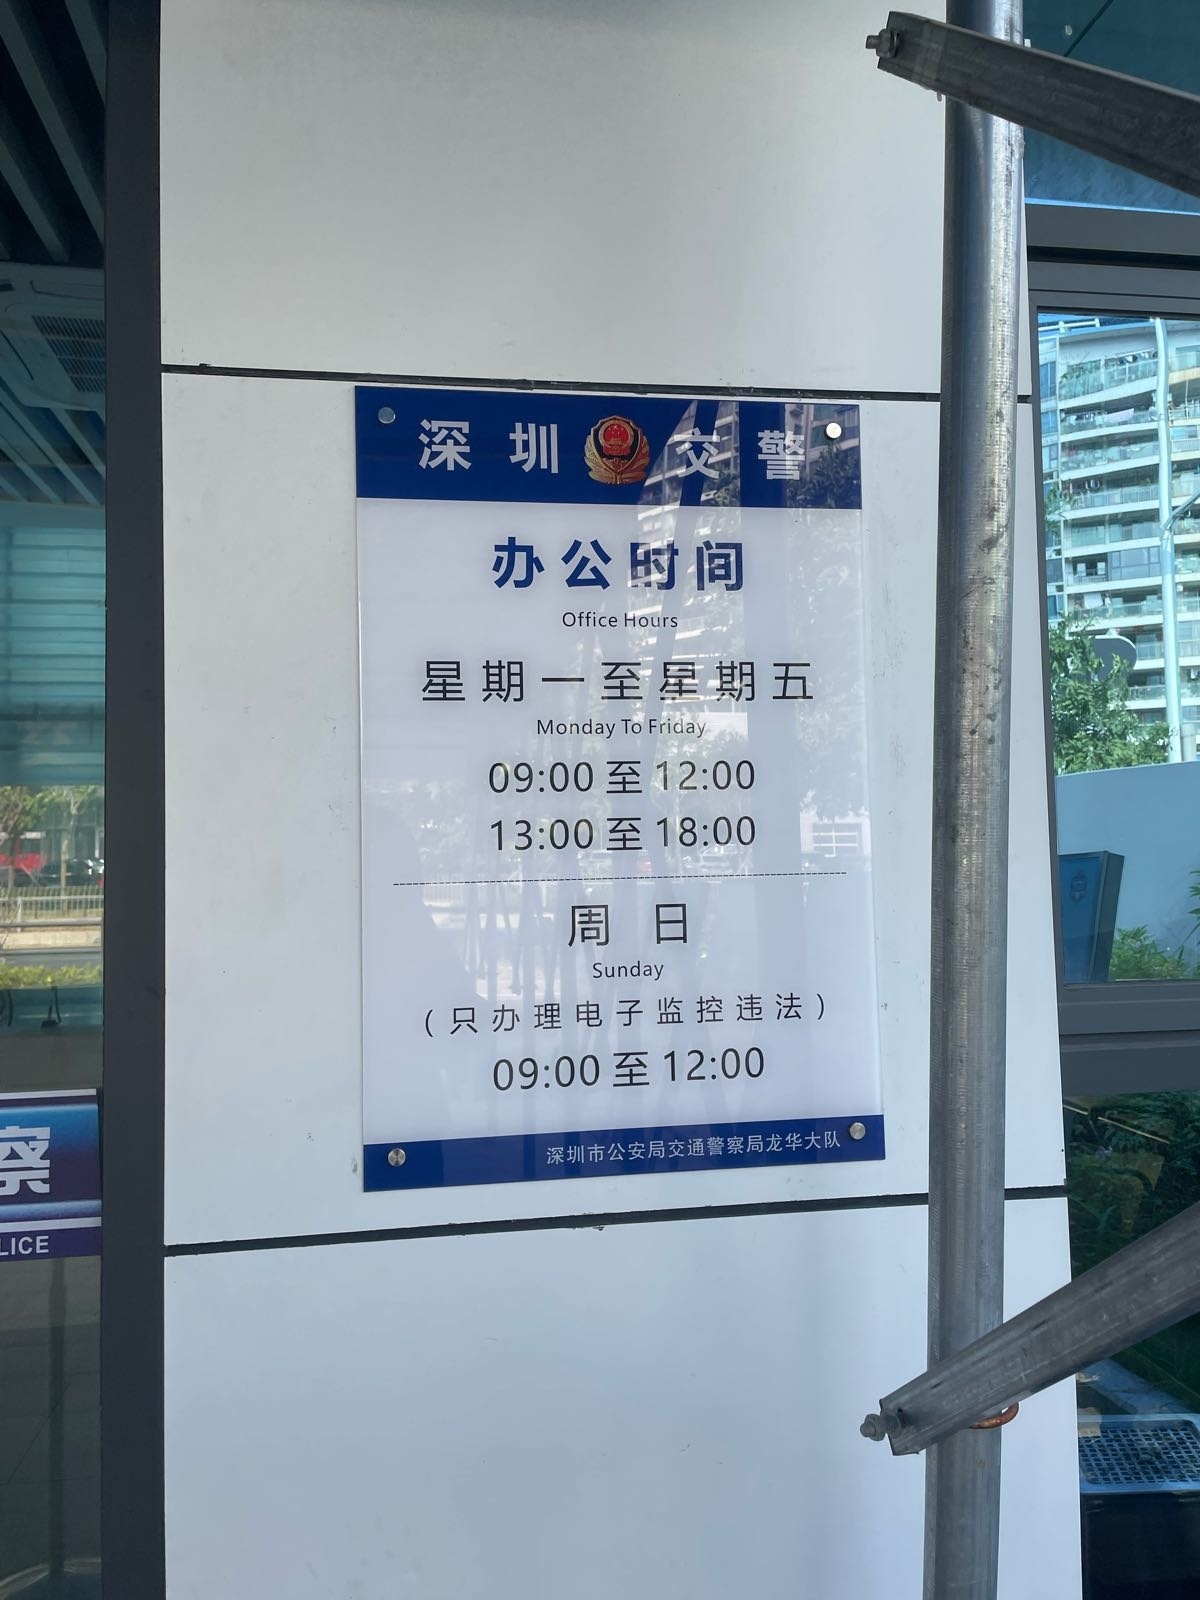 深圳交警
办公时间
Office Hours
星期一至星期五
Monday To Friday
09:00至12:00
13:00至18:00
周日
Sunday
(只办理电子监控违法)
09:00至12:00
深圳市公安局交通警察局龙华大队
察
LICE